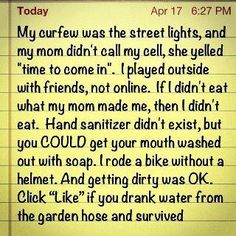 Today Apr 17 6:27 PM
My curfew was the street lights, and
my mom didn't call my cell, she yelled
"time to come in". I played outside
with friends, not online. If I didn't eat
what my mom made me, then I didn't
eat. Hand sanitizer didn't exist, but
you COULD get your mouth washed
out with soap. I rode a bike without a
helmet. And getting dirty was OK.
Click "Like" if you drank water from
the garden hose and survived